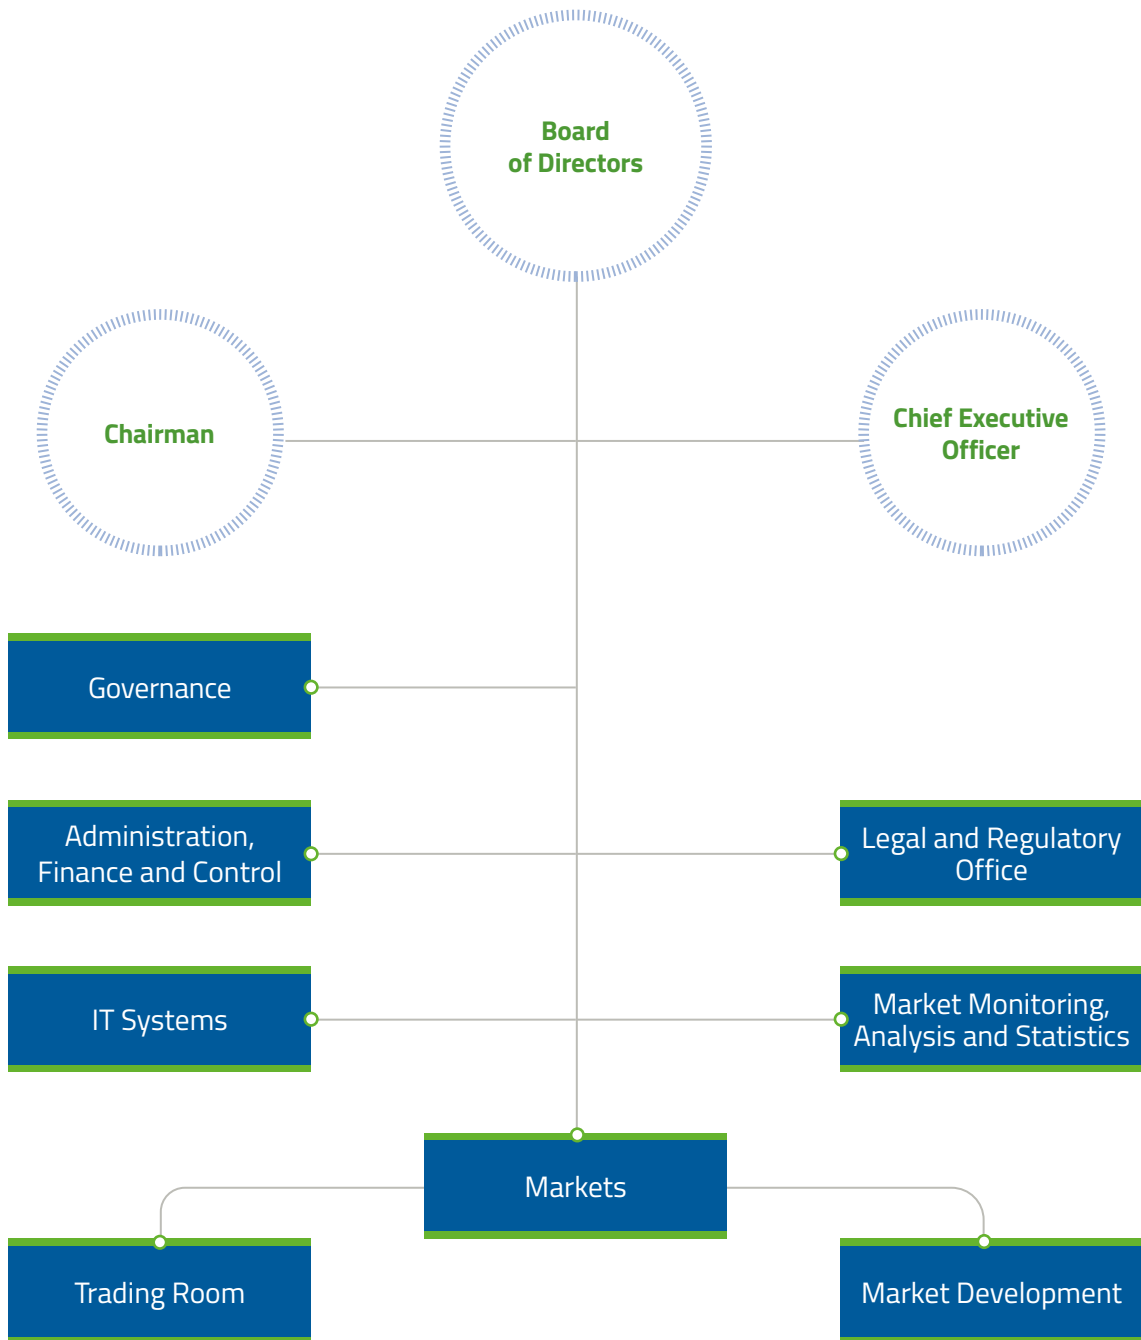 Board
of Directors
Chairman
Chief Executive
Officer
Governance
Administration,
Finance and Control
Legal and Regulatory
Office
IT Systems
Market Monitoring,
Analysis and Statistics
Markets
Trading Room
Market Development